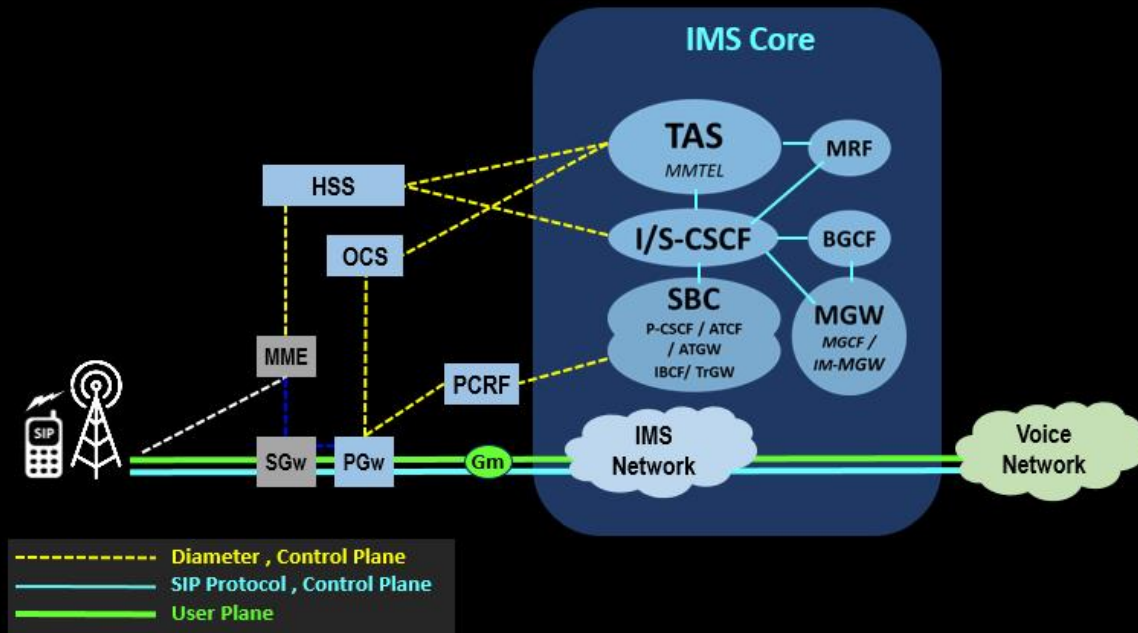 IMS Core
TAS
MMTEL
MRF
HSS
I/S-CSCF
BGCF
OCS
SBC
P-CSCF / ATCF
/ ATGW
IBCF/ TrGW
MGW
MGCF /
IM-MGW
MME
PCRF
SIP
SGw
PGw
Gm
IMS
Network
Voice
Network
Diameter , Control Plane
SIP Protocol , Control Plane
User Plane